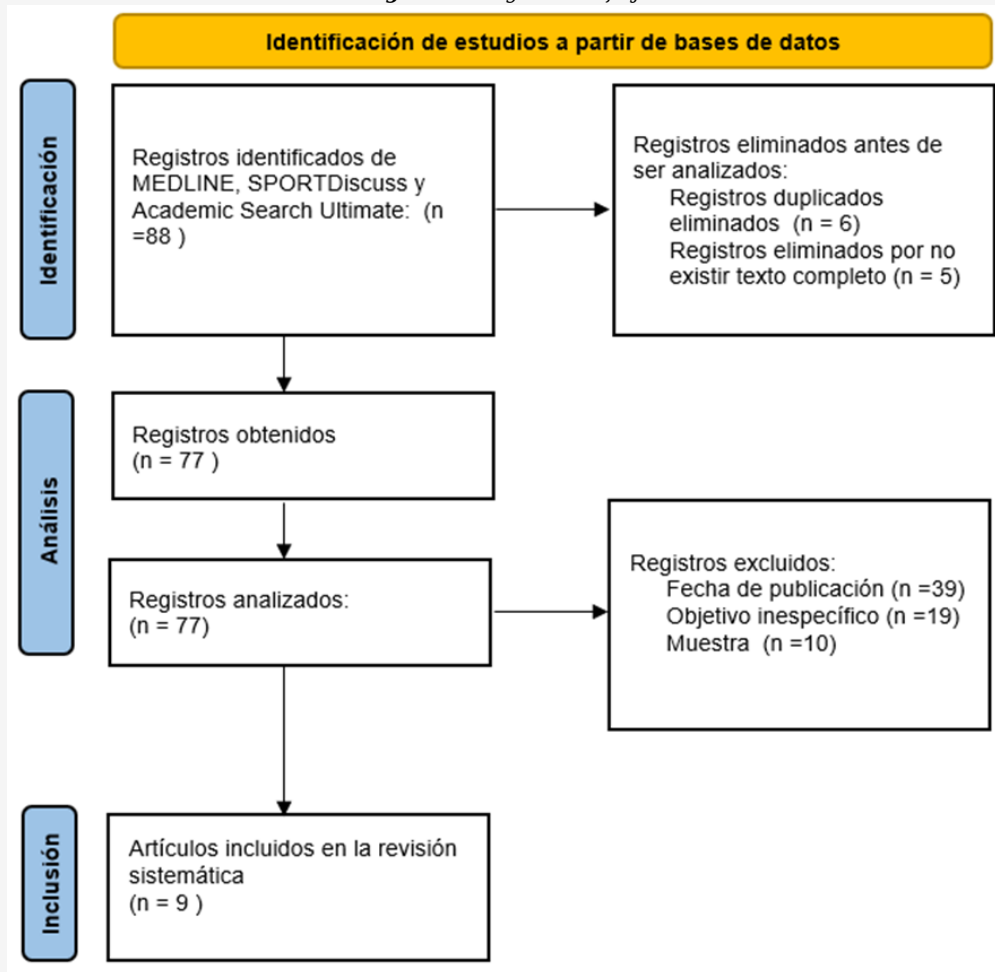 Identificación de estudios a partir de bases de datos
Identificación
Registros identificados de
MEDLINE, SPORTDiscuss y
Academic Search Ultimate:  (n
=88 )
Registros eliminados antes de
ser analizados:
Registros duplicados
eliminados  (n = 6)
Registros eliminados por no
existir texto completo (n = 5)
Análisis
Registros obtenidos
(n = 77 )
Registros analizados:
(n = 77)
Registros excluidos:
Fecha de publicación (n =39)
Objetivo inespecífico (n =19)
Muestra  (n =10)
Inclusión
Artículos incluidos en la revisión
sistemática
(n = 9 )